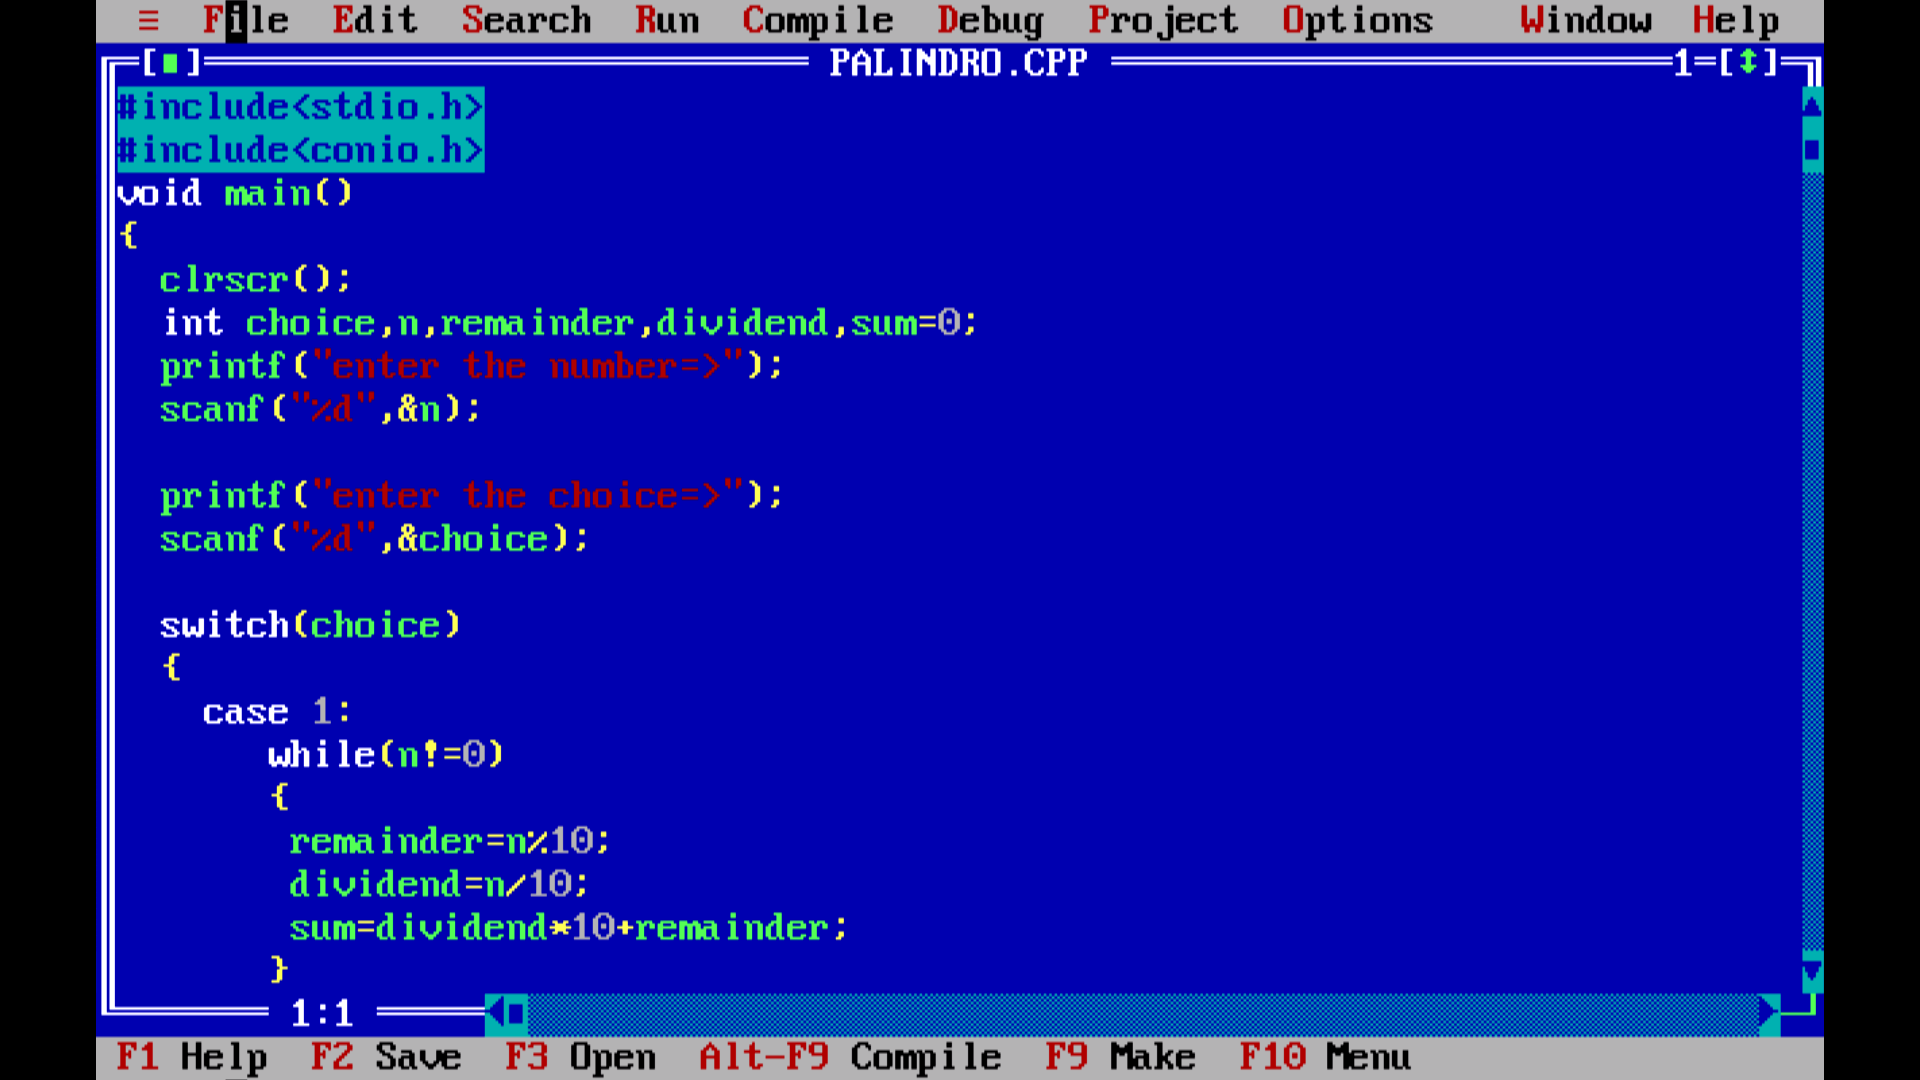 ≡ File Edit Search Run Compile Debug Project Options Window Help
[■] PALINDRO.CPP 1=[↕]
#include<stdio.h>
#include<conio.h>
void main()
{
clrscr();
int choice,n,remainder,dividend,sum=0;
printf("enter the number=>");
scanf("%d",&n);
printf("enter the choice=>");
scanf("%d",&choice);
switch(choice)
{
case 1:
while(n!=0)
{
remainder=n%10;
dividend=n/10;
sum=dividend*10+remainder;
}
1:1
F1 Help F2 Save F3 Open Alt-F9 Compile F9 Make F10 Menu